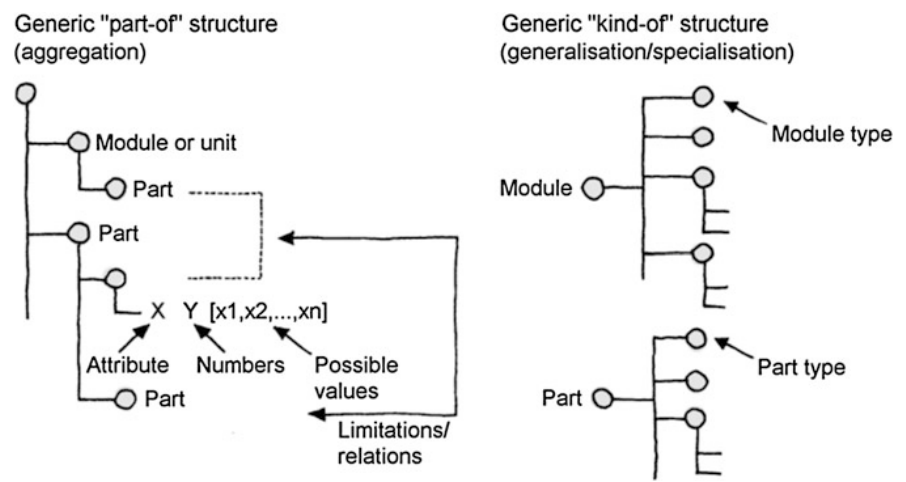 Generic "part-of" structure
(aggregation)
Module or unit
Part
Part
X Y [x1,x2,...,xn]
Attribute Numbers Possible
values
Part
Limitations/
relations
Generic "kind-of" structure
(generalisation/specialisation)
Module type
Module
Part type
Part